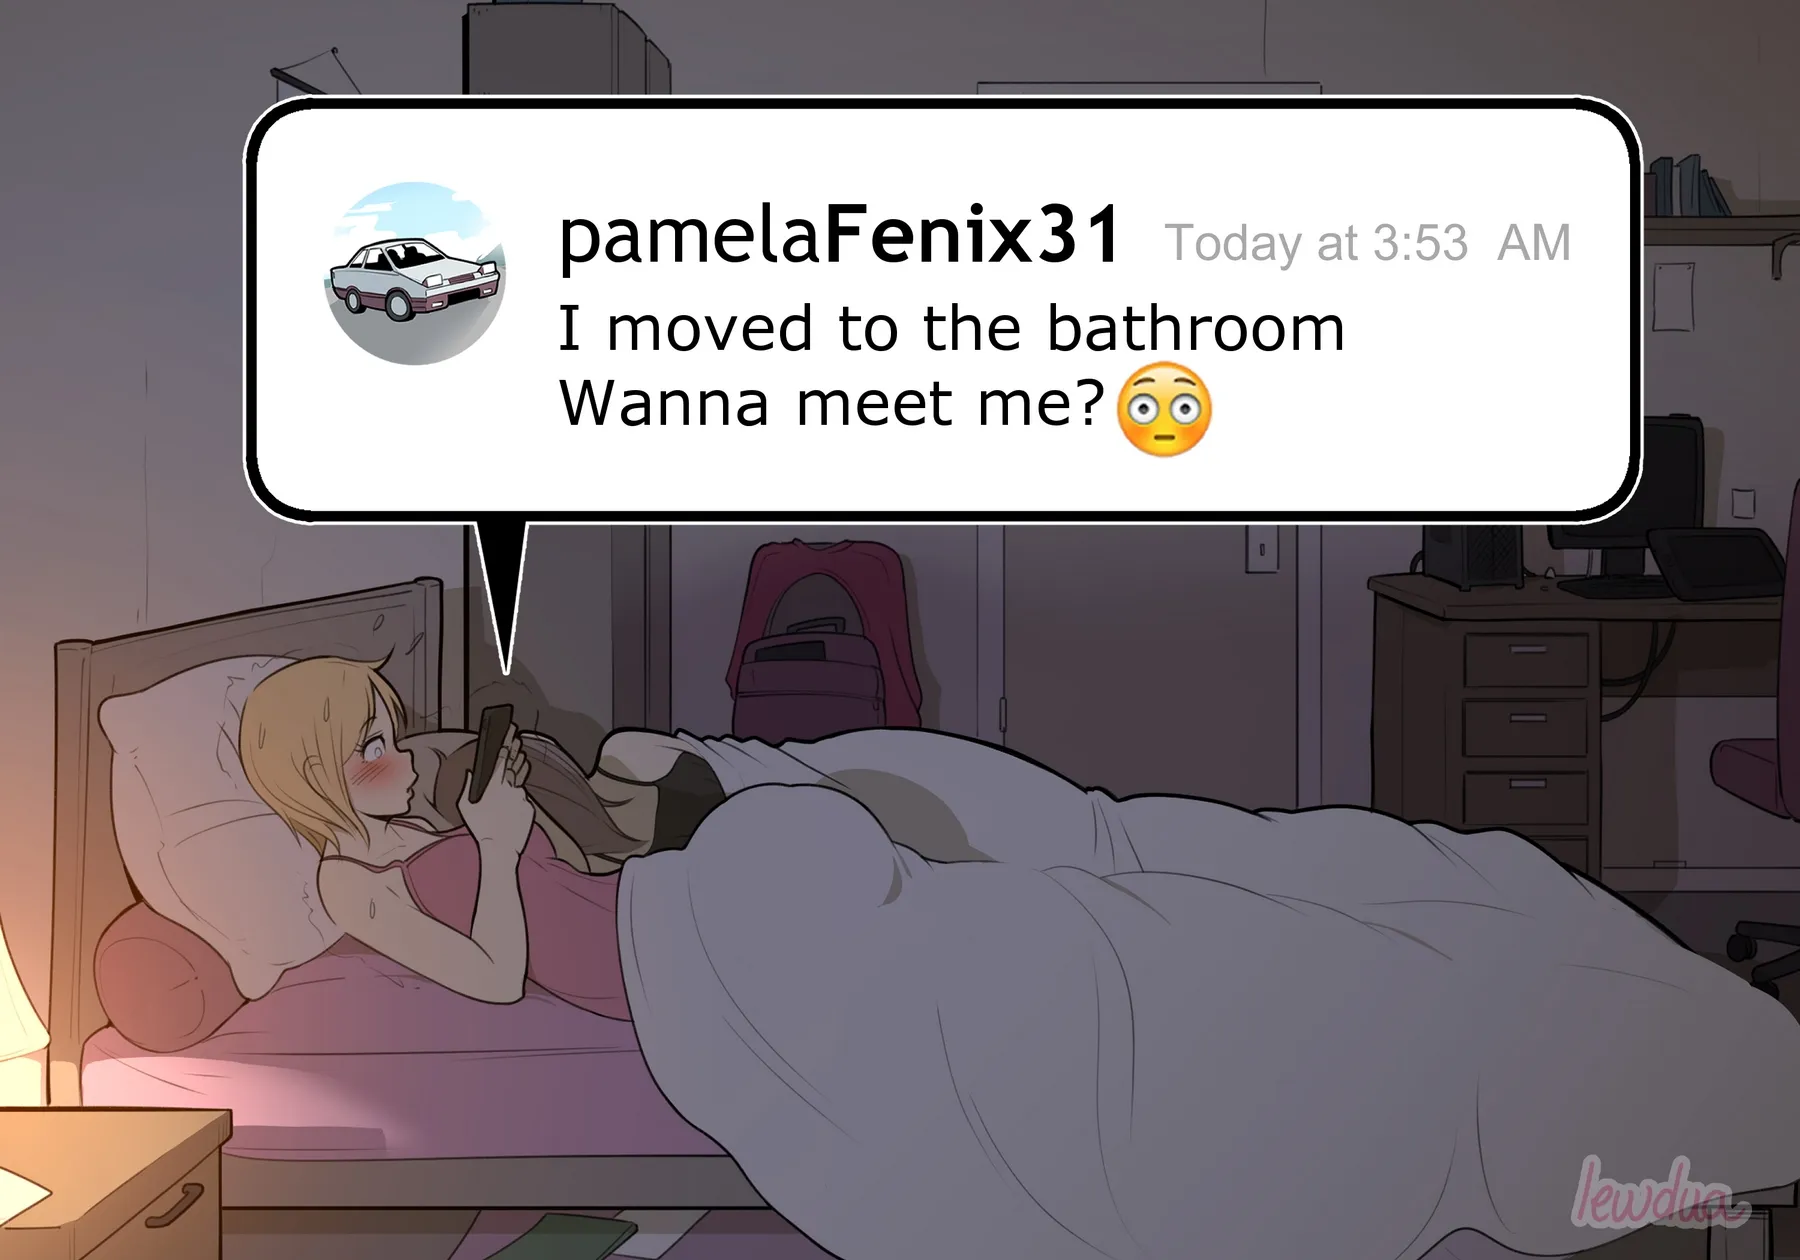 pamelaFenix31 Today at 3:53 AM
I moved to the bathroom
Wanna meet me?😳
lewdua